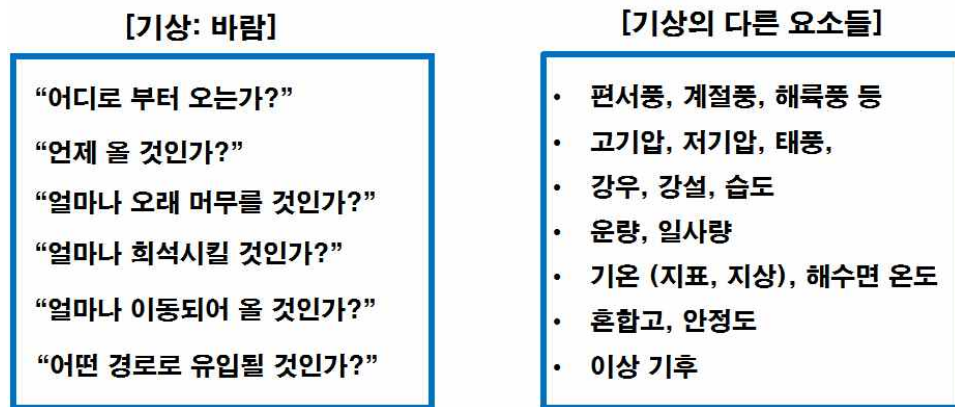 [기상: 바람]
“어디로 부터 오는가?”
“언제 올 것인가?”
“얼마나 오래 머무를 것인가?”
“얼마나 희석시킬 것인가?”
“얼마나 이동되어 올 것인가?”
“어떤 경로로 유입될 것인가?”
[기상의 다른 요소들]
• 편서풍, 계절풍, 해륙풍 등
• 고기압, 저기압, 태풍,
• 강우, 강설, 습도
• 운량, 일사량
• 기온 (지표, 지상), 해수면 온도
• 혼합고, 안정도
• 이상 기후